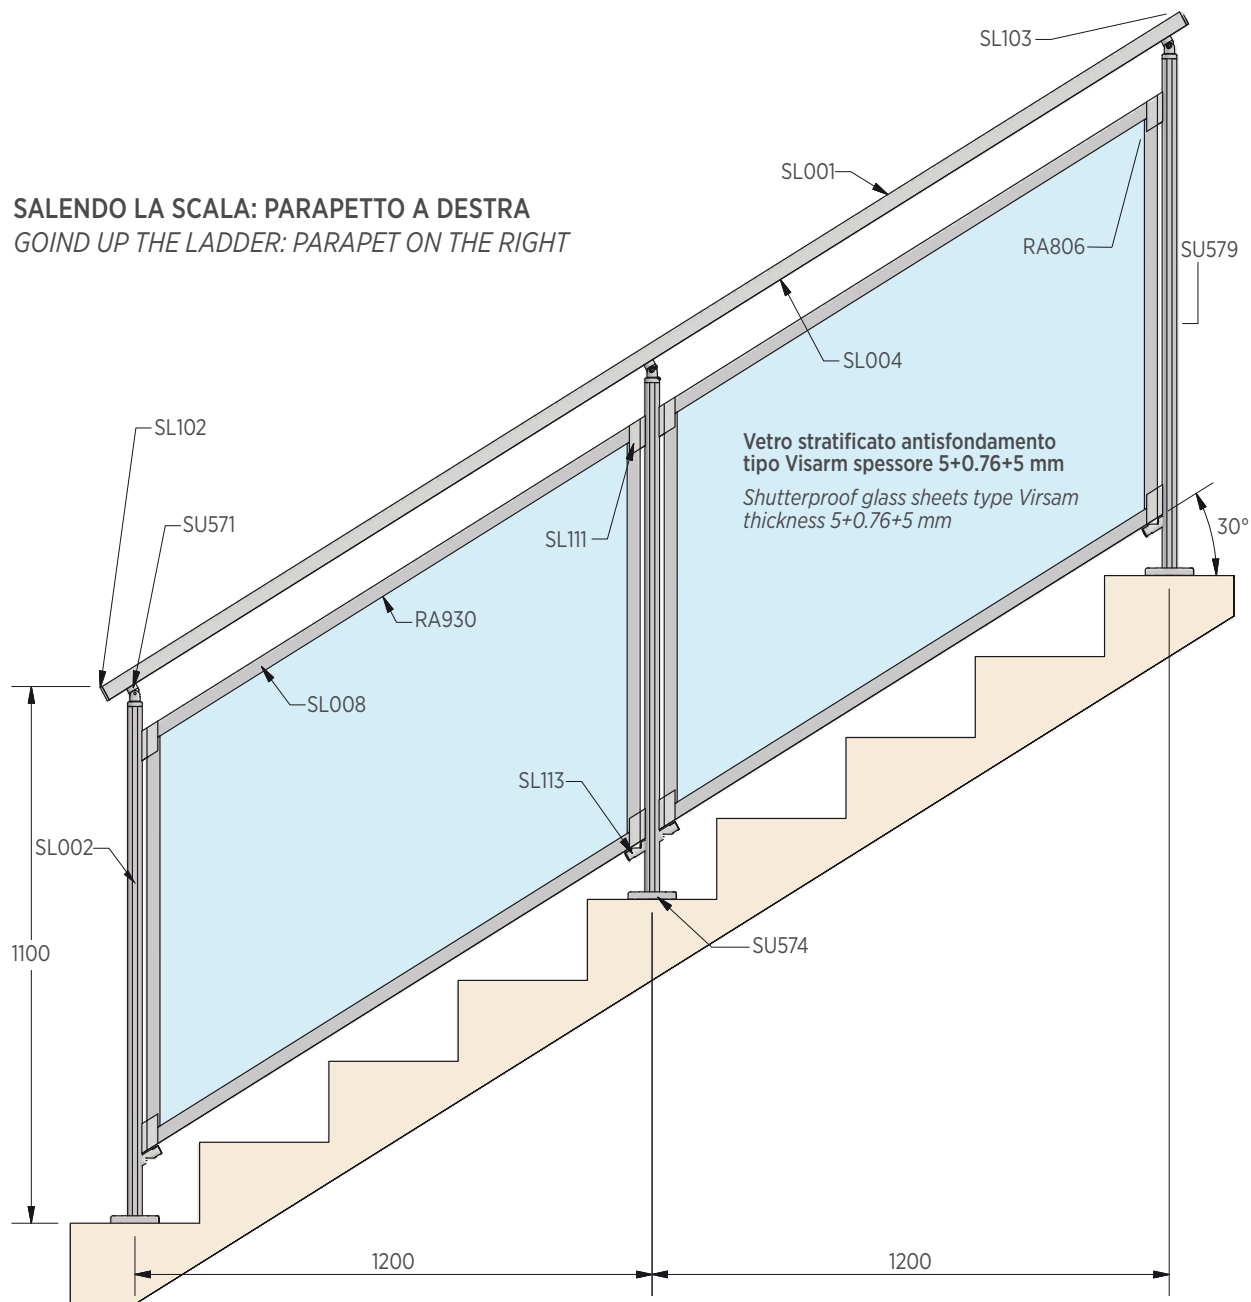 SL103
SL001
SALENDO LA SCALA: PARAPETTO A DESTRA
GOIND UP THE LADDER: PARAPET ON THE RIGHT
RA806
SU579
SL004
SL102
Vetro stratificato antisfondamento
tipo Visarm spessore 5+0.76+5 mm
Shutterproof glass sheets type Virsam
thickness 5+0.76+5 mm
SU571
SL111
30°
RA930
SL008
SL113
SL002
1100
SU574
1200
1200